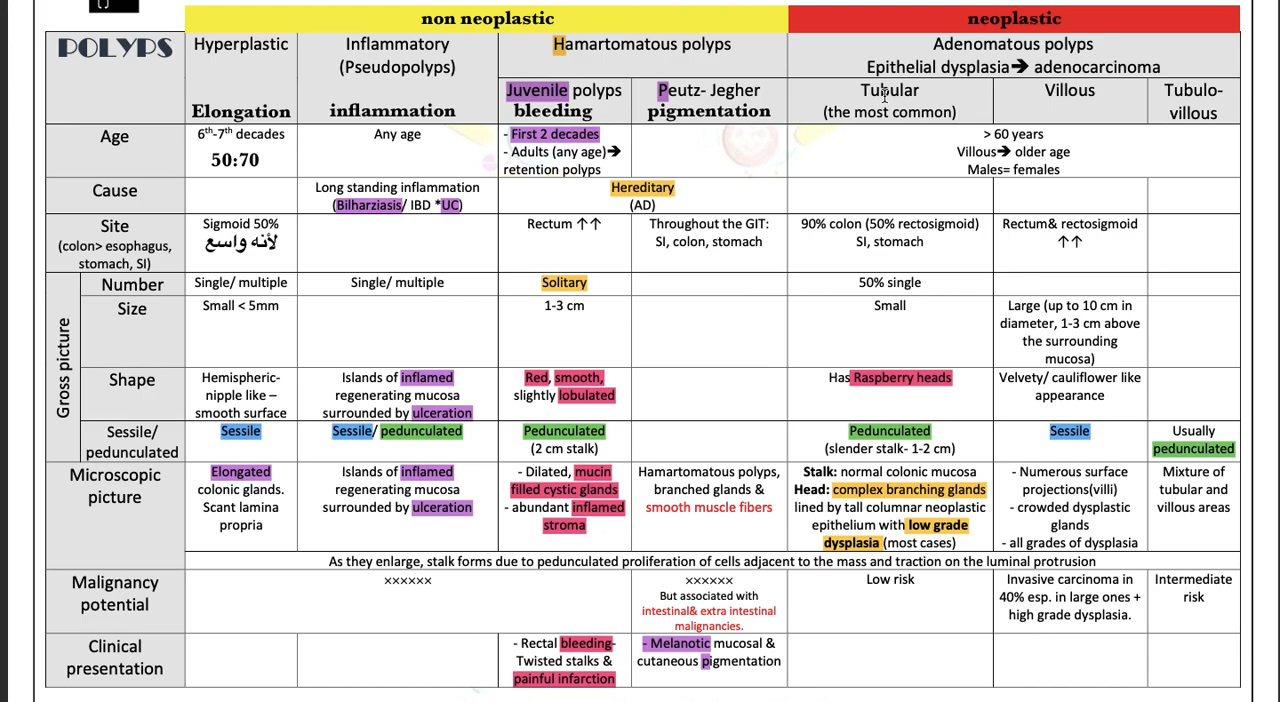 non neoplastic neoplastic
POLYPS Hyperplastic Inflammatory Hamartomatous polyps Adenomatous polyps
(Pseudopolyps) Epithelial dysplasia➔ adenocarcinoma
Juvenile polyps Peutz- Jegher Tubular Villous Tubulo-
Elongation inflammation bleeding pigmentation (the most common) villous
Age 6th-7th decades Any age - First 2 decades > 60 years
50:70 - Adults (any age)➔ Villous➔ older age
retention polyps Males= females
Cause Long standing inflammation Hereditary
(Bilharziasis/ IBD *UC) (AD)
Site Sigmoid 50% Rectum ↑↑ Throughout the GIT: 90% colon (50% rectosigmoid) Rectum& rectosigmoid
(colon> esophagus, لأنه واسع SI, colon, stomach SI, stomach ↑↑
stomach, SI)
Gross picture
Number Single/ multiple Single/ multiple Solitary 50% single
Size Small < 5mm 1-3 cm Small Large (up to 10 cm in
diameter, 1-3 cm above
the surrounding
mucosa)
Shape Hemispheric- Islands of inflamed Red, smooth, Has Raspberry heads Velvety/ cauliflower like
nipple like – regenerating mucosa slightly lobulated appearance
smooth surface surrounded by ulceration
Sessile/ Sessile Sessile/ pedunculated Pedunculated Pedunculated Sessile Usually
pedunculated (2 cm stalk) (slender stalk- 1-2 cm) pedunculated
Microscopic Elongated Islands of inflamed - Dilated, mucin Hamartomatous polyps, Stalk: normal colonic mucosa - Numerous surface Mixture of
picture colonic glands. regenerating mucosa filled cystic glands branched glands & Head: complex branching glands projections(villi) tubular and
Scant lamina surrounded by ulceration - abundant inflamed smooth muscle fibers lined by tall columnar neoplastic - crowded dysplastic villous areas
propria stroma epithelium with low grade glands
dysplasia (most cases) - all grades of dysplasia
As they enlarge, stalk forms due to pedunculated proliferation of cells adjacent to the mass and traction on the luminal protrusion
Malignancy ×××××× ×××××× Low risk Invasive carcinoma in Intermediate
potential But associated with 40% esp. in large ones + risk
intestinal& extra intestinal high grade dysplasia.
malignancies.
Clinical - Rectal bleeding- - Melanotic mucosal &
presentation Twisted stalks & cutaneous pigmentation
painful infarction